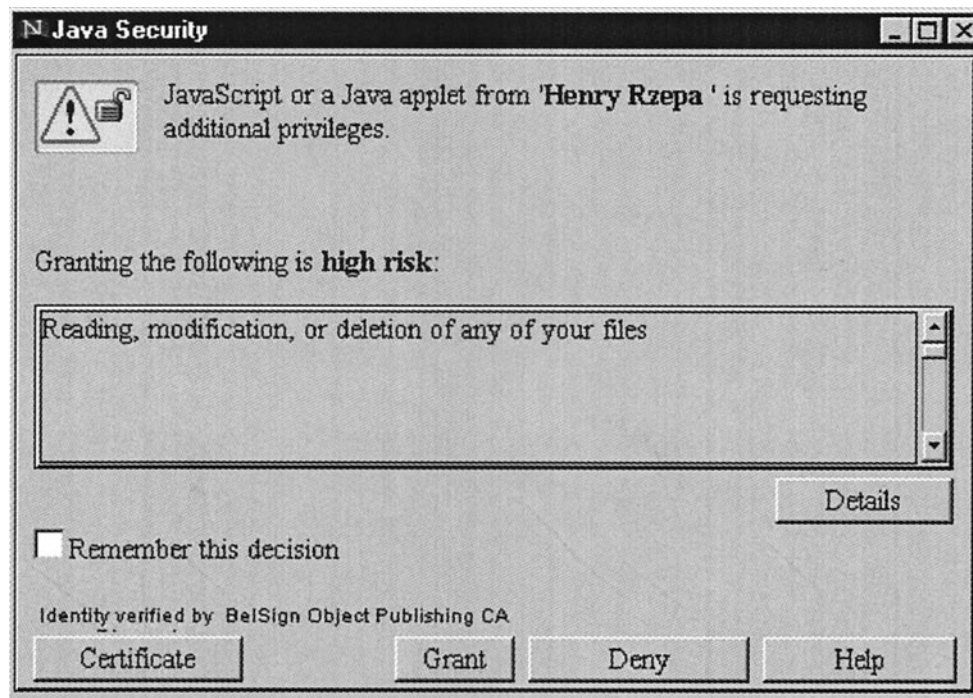 N Java Security
JavaScript or a Java applet from 'Henry Rzepa ' is requesting
additional privileges.
Granting the following is high risk:
Reading, modification, or deletion of any of your files
Details
Remember this decision
Identity verified by BelSign Object Publishing CA
Certificate Grant Deny Help